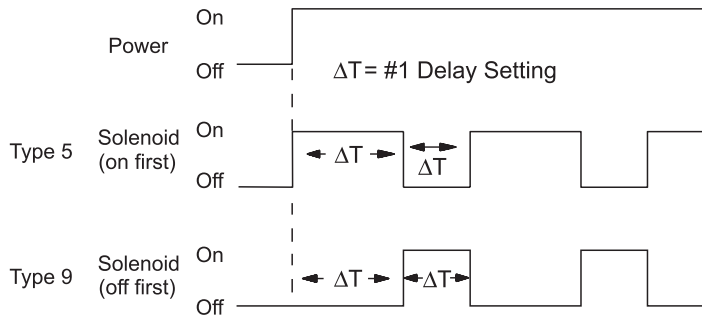 On
Power
Off
ΔT= #1 Delay Setting
On
Type 5 Solenoid
(on first)
ΔT
ΔT
Off
On
Type 9 Solenoid
(off first)
ΔT
ΔT
Off